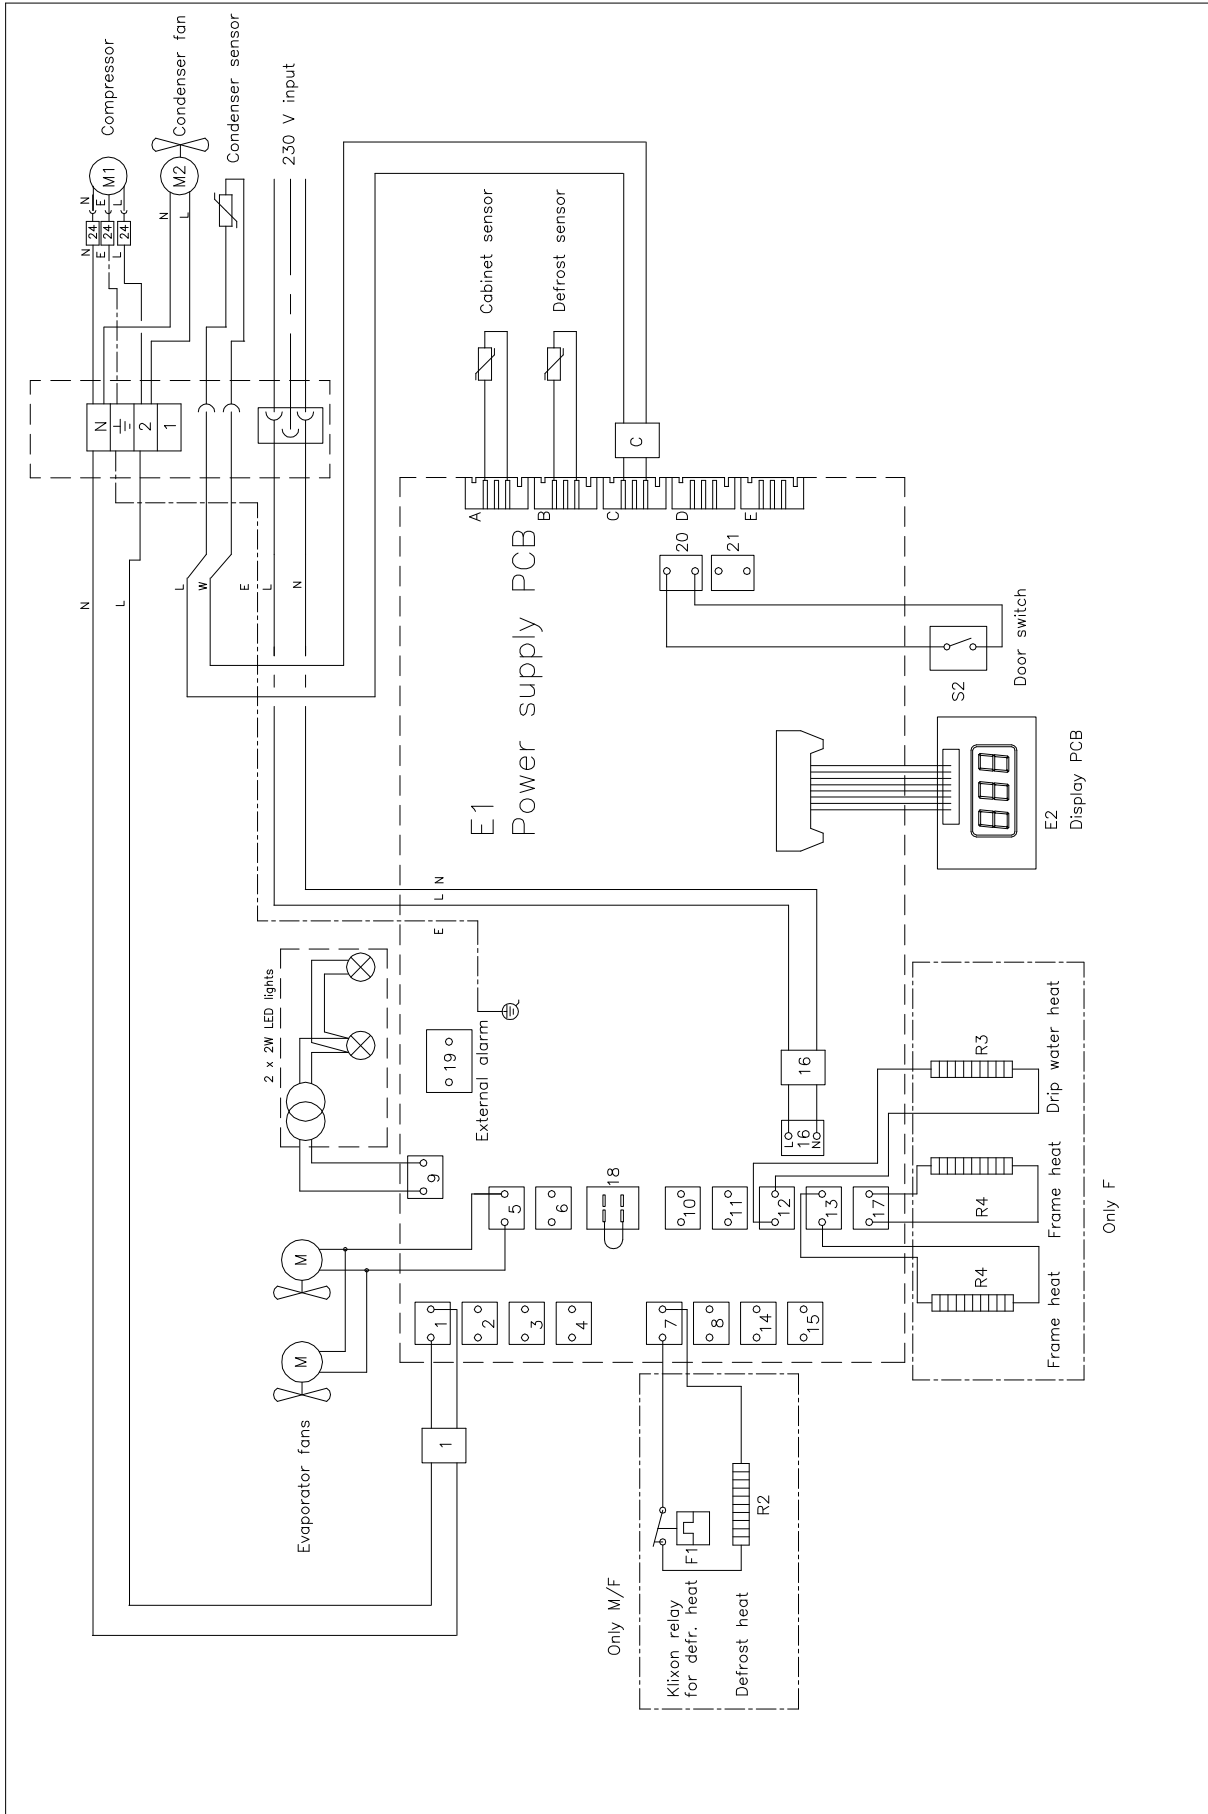 Compressor
Condenser fan
Condenser sensor
230 V input
M1
M2
N
E
L
24
24
24
N
E
L
N
L
N
2
1
N
L
L
W
E
L
N
Cabinet sensor
Defrost sensor
C
A
B
C
D
E
E1
Power supply PCB
20
21
S2
Door switch
E2
Display PCB
E
L
N
2 x 2W LED lights
19
External alarm
9
16
L
16
N
M
M
Evaporator fans
5
6
18
10
11
12
13
17
1
2
3
4
7
8
14
15
1
R3
Drip water heat
R4
Frame heat
R4
Frame heat
Only F
Only M/F
Klixon relay
for defr. heat
F1
R2
Defrost heat